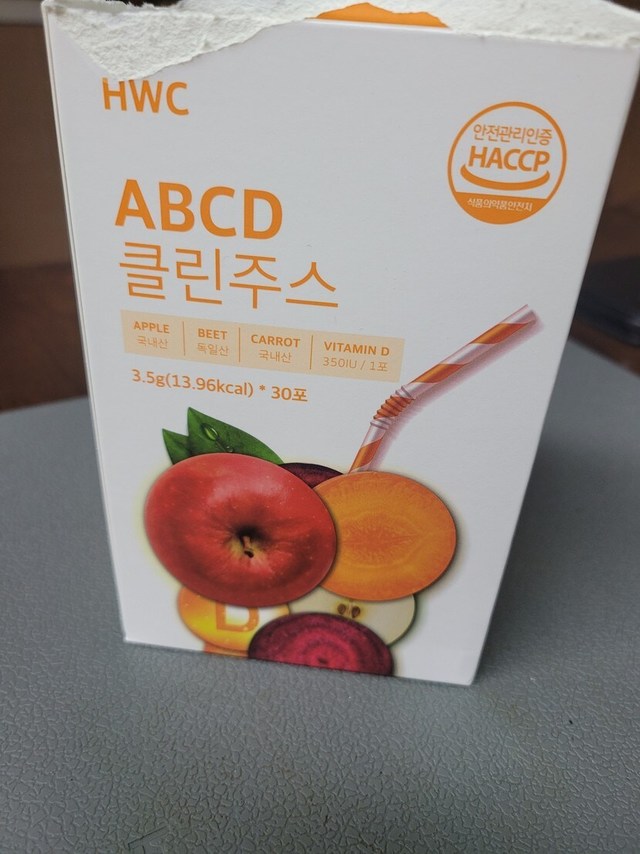 HWC
안전관리인증
HACCP
식품의약품안전처
ABCD
클린주스
APPLE
국내산
BEET
독일산
CARROT
국내산
VITAMIN D
350IU / 1포
3.5g(13.96kcal) * 30포
D